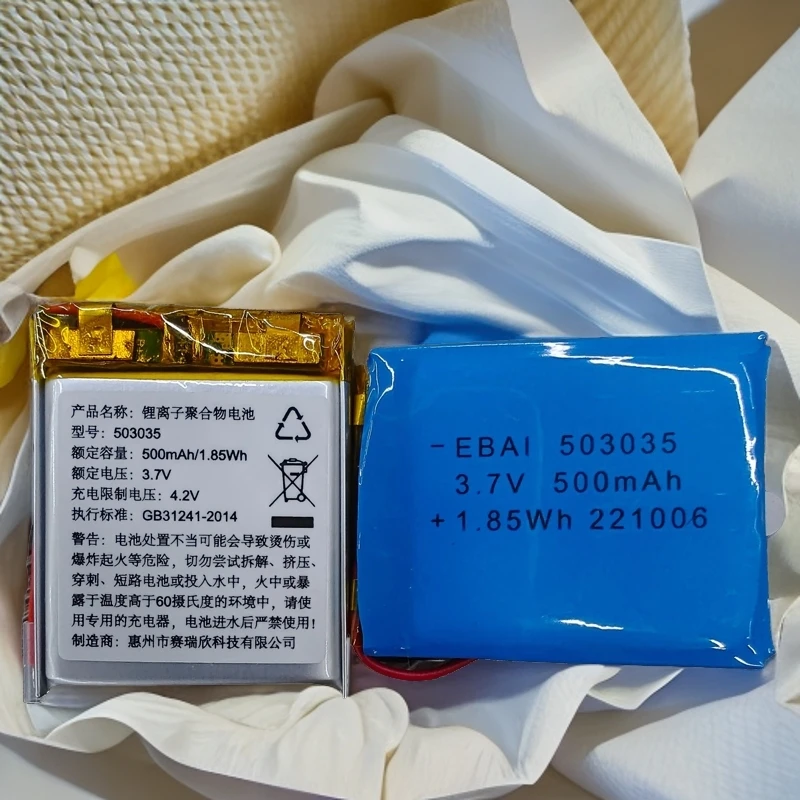 产品名称：锂离子聚合物电池
型号：503035
额定容量：500mAh/1.85Wh
额定电压：3.7V
充电限制电压：4.2V
执行标准：GB31241-2014
警告：电池处置不当可能会导致烫伤或
爆炸起火等危险，切勿尝试拆解、挤压、
穿刺、短路电池或投入水中，火中或暴
露于温度高于60摄氏度的环境中，请使
用专用的充电器，电池进水后严禁使用！
制造商：惠州市赛瑞欣科技有限公司
- EBAI 503035
3.7V 500mAh
+ 1.85Wh 221006